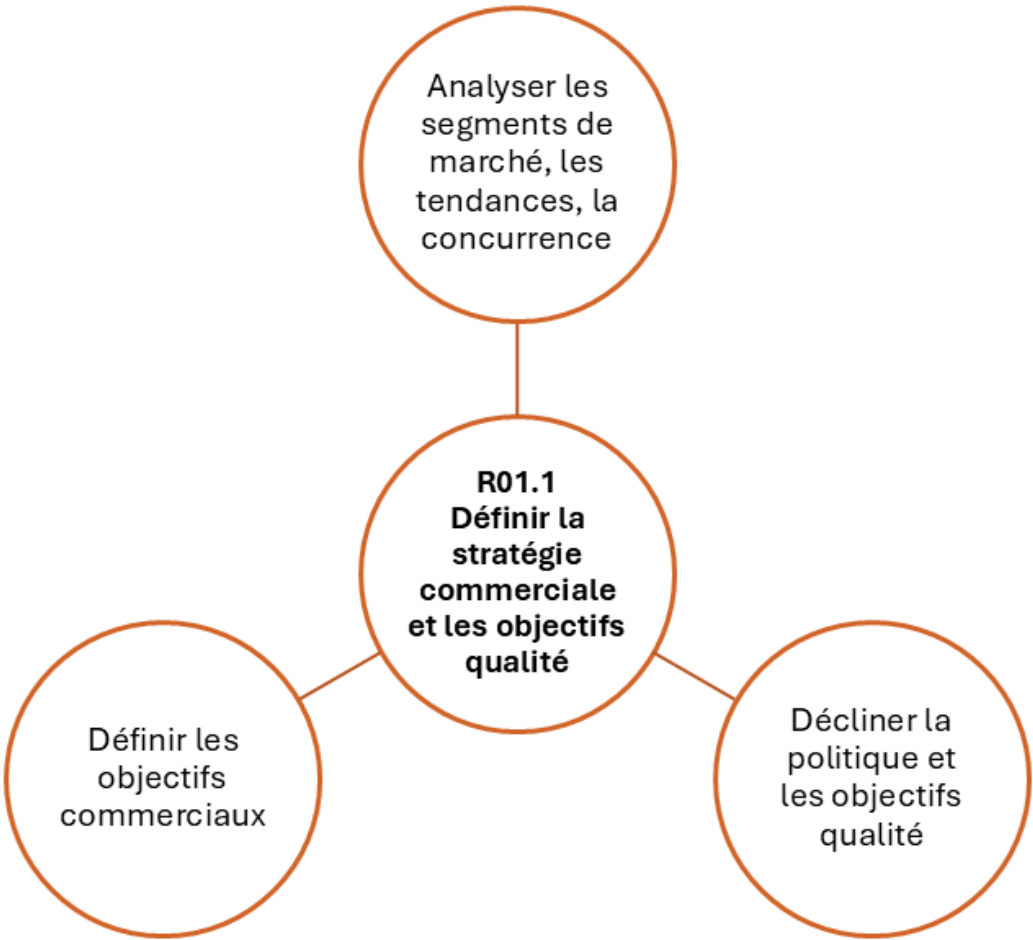 Analyser les
segments de
marché, les
tendances, la
concurrence
R01.1
Définir la
stratégie
commerciale
et les objectifs
qualité
Définir les
objectifs
commerciaux
Décliner la
politique et
les objectifs
qualité